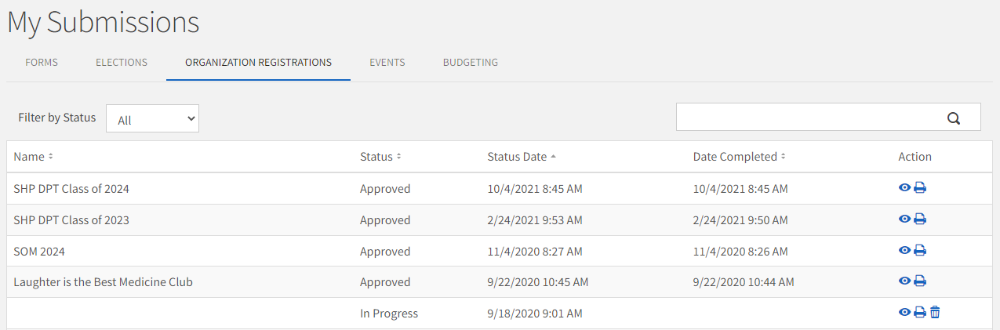 My Submissions
FORMS ELECTIONS ORGANIZATION REGISTRATIONS EVENTS BUDGETING
Filter by Status All
Name Status Status Date Date Completed Action
SHP DPT Class of 2024 Approved 10/4/2021 8:45 AM 10/4/2021 8:45 AM
SHP DPT Class of 2023 Approved 2/24/2021 9:53 AM 2/24/2021 9:50 AM
SOM 2024 Approved 11/4/2020 8:27 AM 11/4/2020 8:26 AM
Laughter is the Best Medicine Club Approved 9/22/2020 10:45 AM 9/22/2020 10:44 AM
In Progress 9/18/2020 9:01 AM